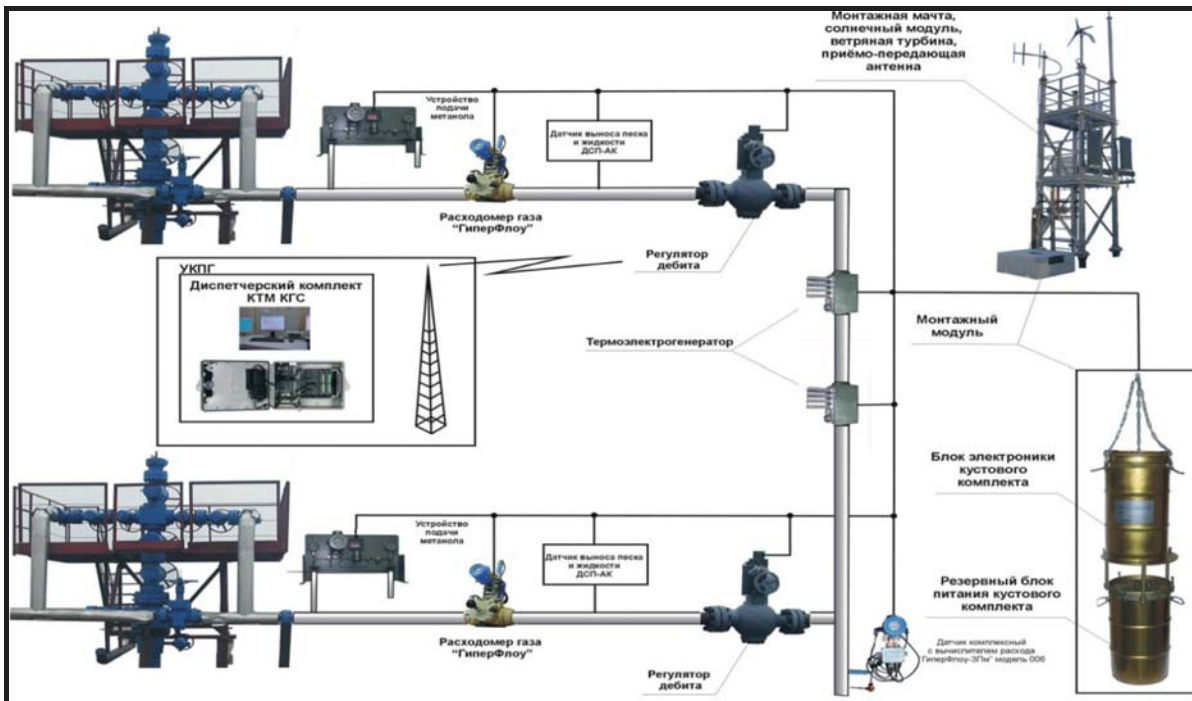 Монтажная мачта,
солнечный модуль,
ветряная турбина,
приёмо-передающая
антенна
Устройство
подачи
метанола
Датчик выноса песка
и жидкости
ДСП-АК
Расходомер газа
"ГиперФлоу"
Регулятор
дебита
УКПГ
Диспетчерский комплект
КТМ КГС
Термоэлектрогенератор
Монтажный
модуль
Блок электроники
кустового
комплекта
Резервный блок
питания кустового
комплекта
Устройство
подачи
метанола
Датчик выноса песка
и жидкости
ДСП-АК
Расходомер газа
"ГиперФлоу"
Регулятор
дебита
Датчик комплексный
с вычислителем расхода
"ГиперФлоу-3Пм" модель 006